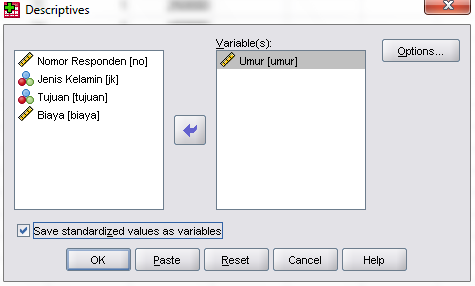 Descriptives
Variable(s):
Nomor Responden [no]
Jenis Kelamin [jk]
Tujuan [tujuan]
Biaya [biaya]
Umur [umur]
Options...
Save standardized values as variables
OK
Paste
Reset
Cancel
Help